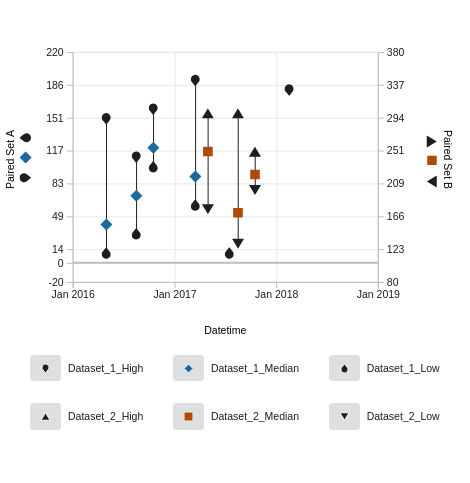 220
186
151
117
83
49
14
0
-20
380
337
294
251
209
166
123
80
Paired Set A
Paired Set B
Jan 2016 Jan 2017 Jan 2018 Jan 2019
Datetime
Dataset_1_High Dataset_1_Median Dataset_1_Low
Dataset_2_High Dataset_2_Median Dataset_2_Low